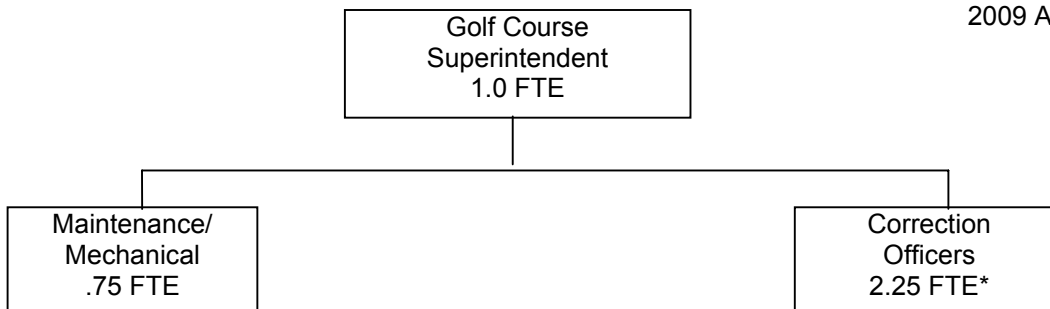 2009 A
Golf Course
Superintendent
1.0 FTE
Maintenance/
Mechanical
.75 FTE
Correction
Officers
2.25 FTE*